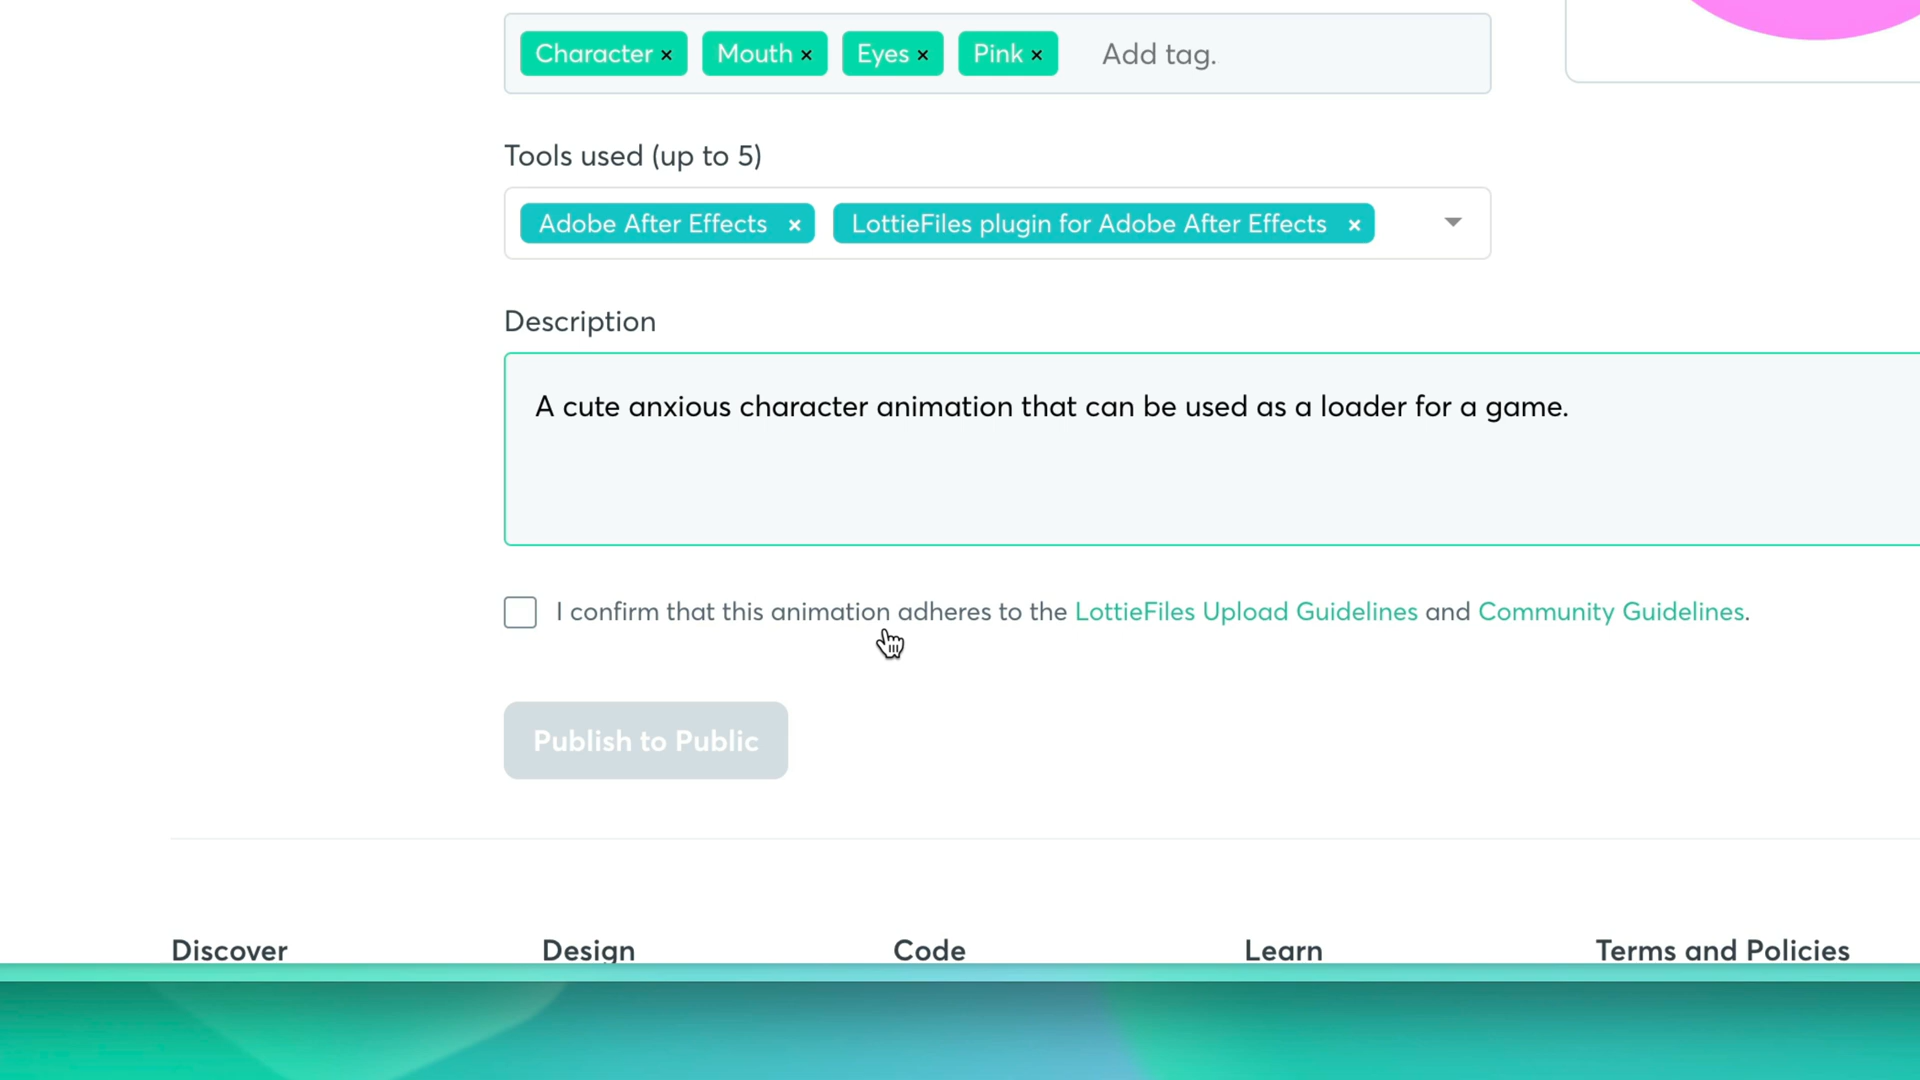 Character × Mouth × Eyes × Pink × Add tag.
Tools used (up to 5)
Adobe After Effects × LottieFiles plugin for Adobe After Effects ×
Description
A cute anxious character animation that can be used as a loader for a game.
I confirm that this animation adheres to the LottieFiles Upload Guidelines and Community Guidelines.
Publish to Public
Discover Design Code Learn Terms and Policies